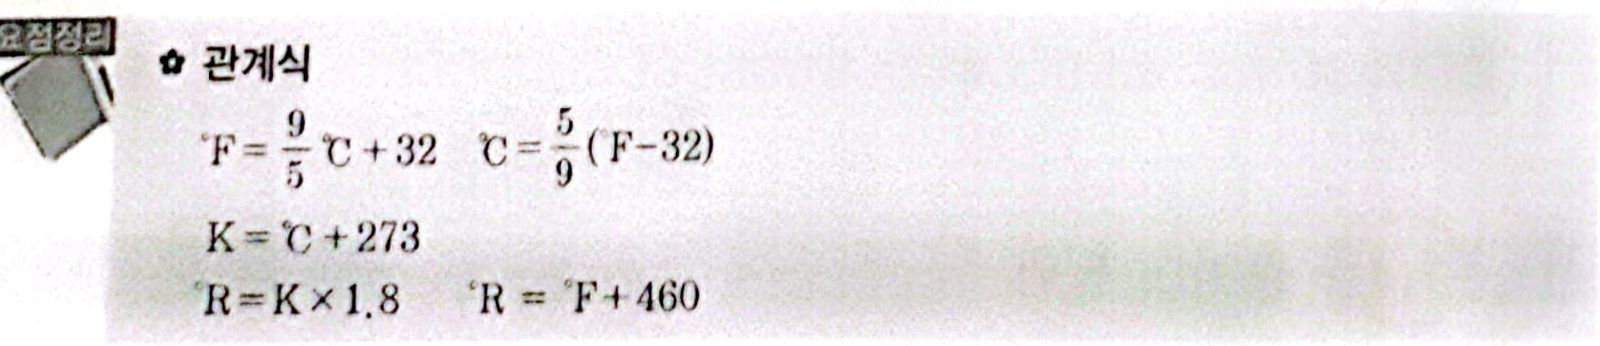 요점정리
✿ 관계식
°F = 9/5 ℃ + 32 ℃ = 5/9 (°F-32)
K = ℃ + 273
°R = K × 1.8 °R = °F + 460